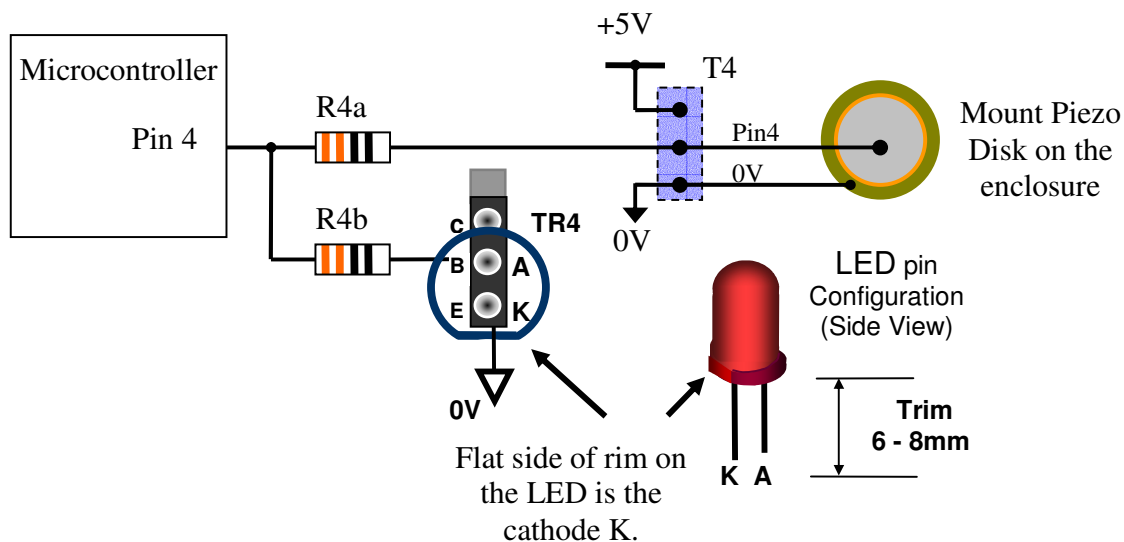 +5V
T4
Microcontroller
Pin 4
R4a
Pin4
0V
Mount Piezo
Disk on the
enclosure
R4b
C
TR4
B
A
E
K
0V
0V
LED pin
Configuration
(Side View)
Trim
6 - 8mm
K A
Flat side of rim on
the LED is the
cathode K.